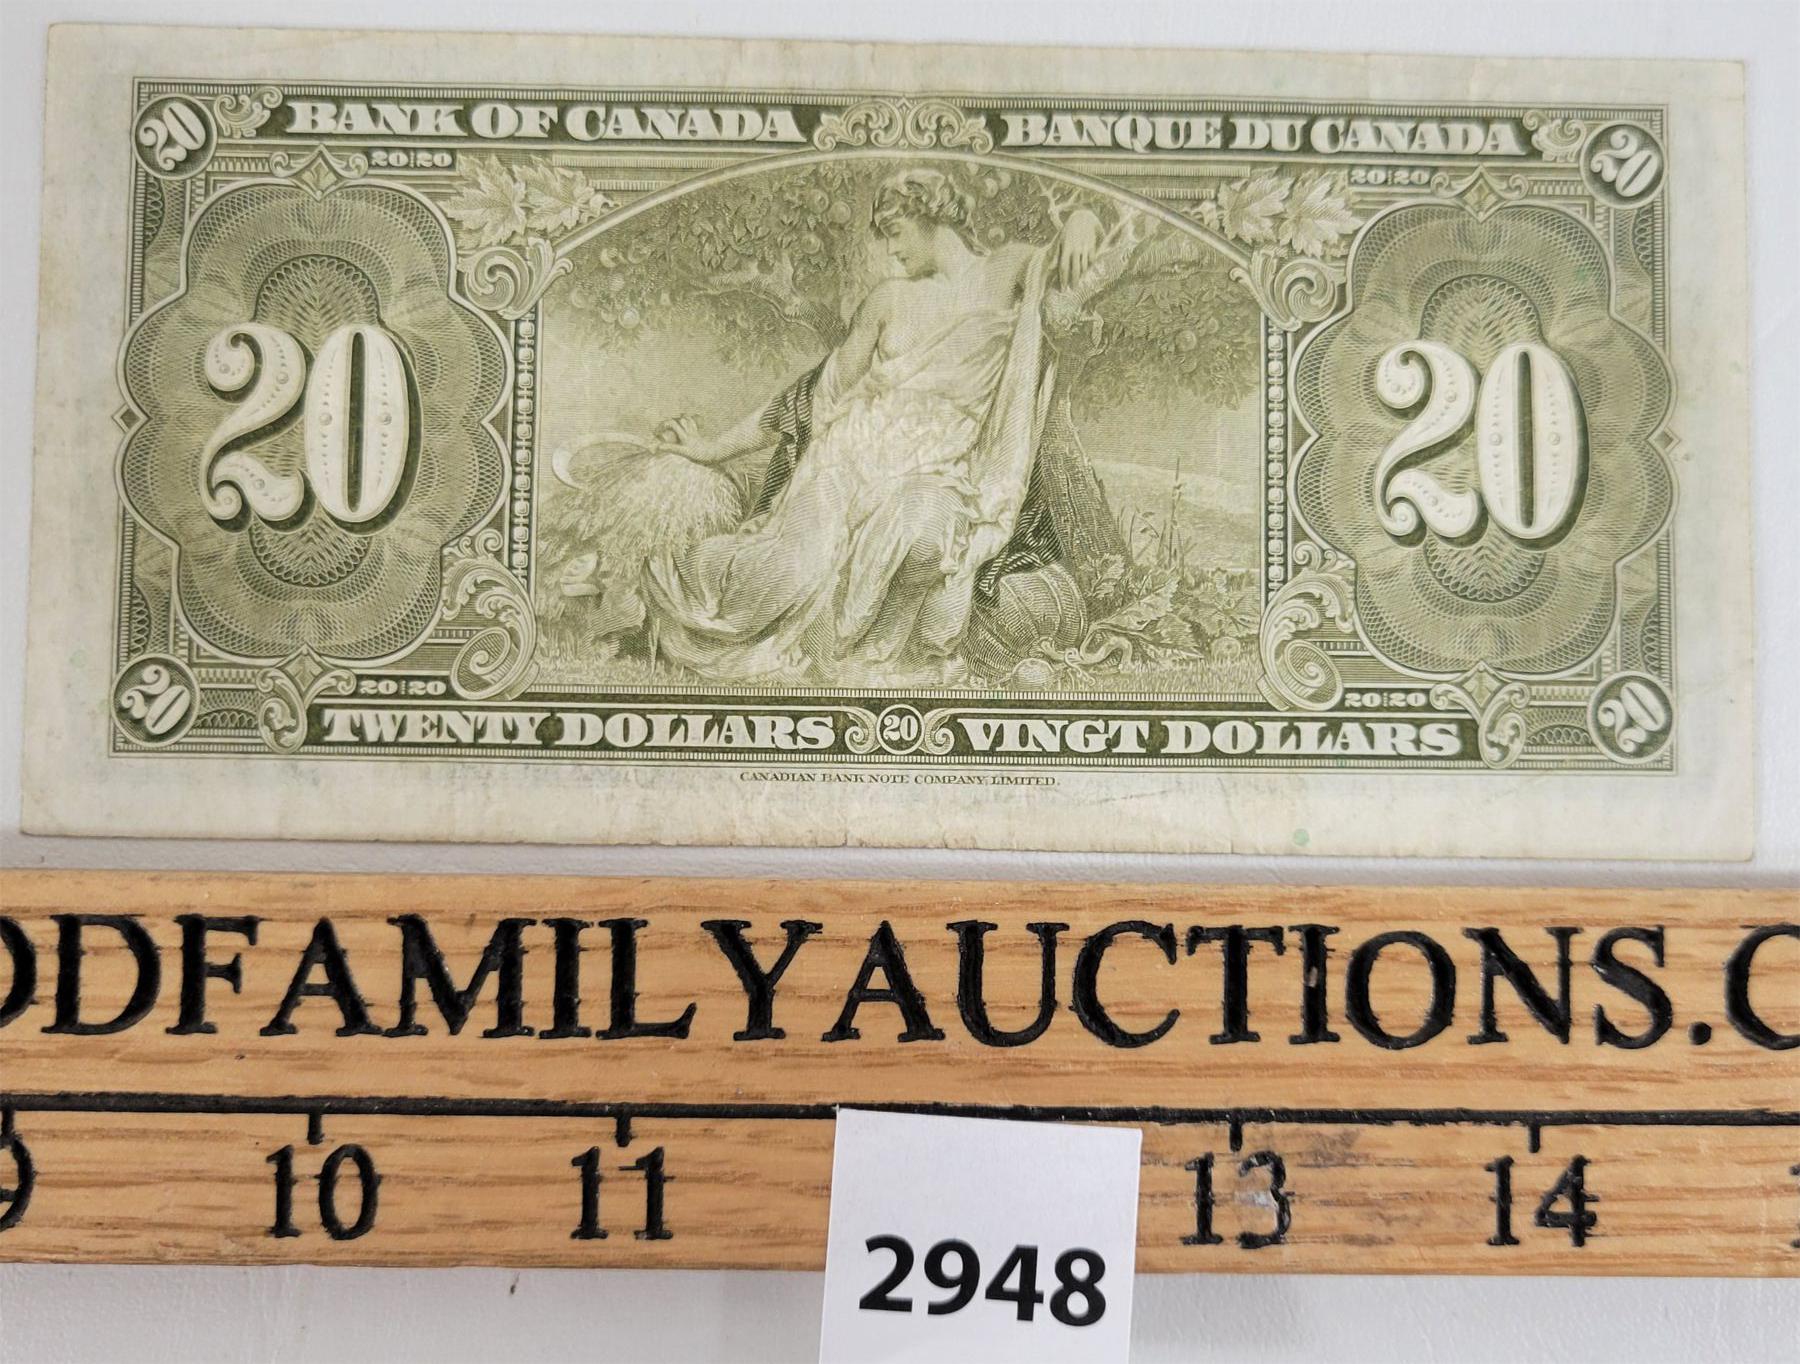 20 BANK OF CANADA BANQUE DU CANADA 20
20 20 20 20
20 20
20 20 20 20
20 TWENTY DOLLARS 20 VINGT DOLLARS 20
CANADIAN BANK NOTE COMPANY, LIMITED.
DFAMILYAUCTIONS.
9 10 11 13 14
2948